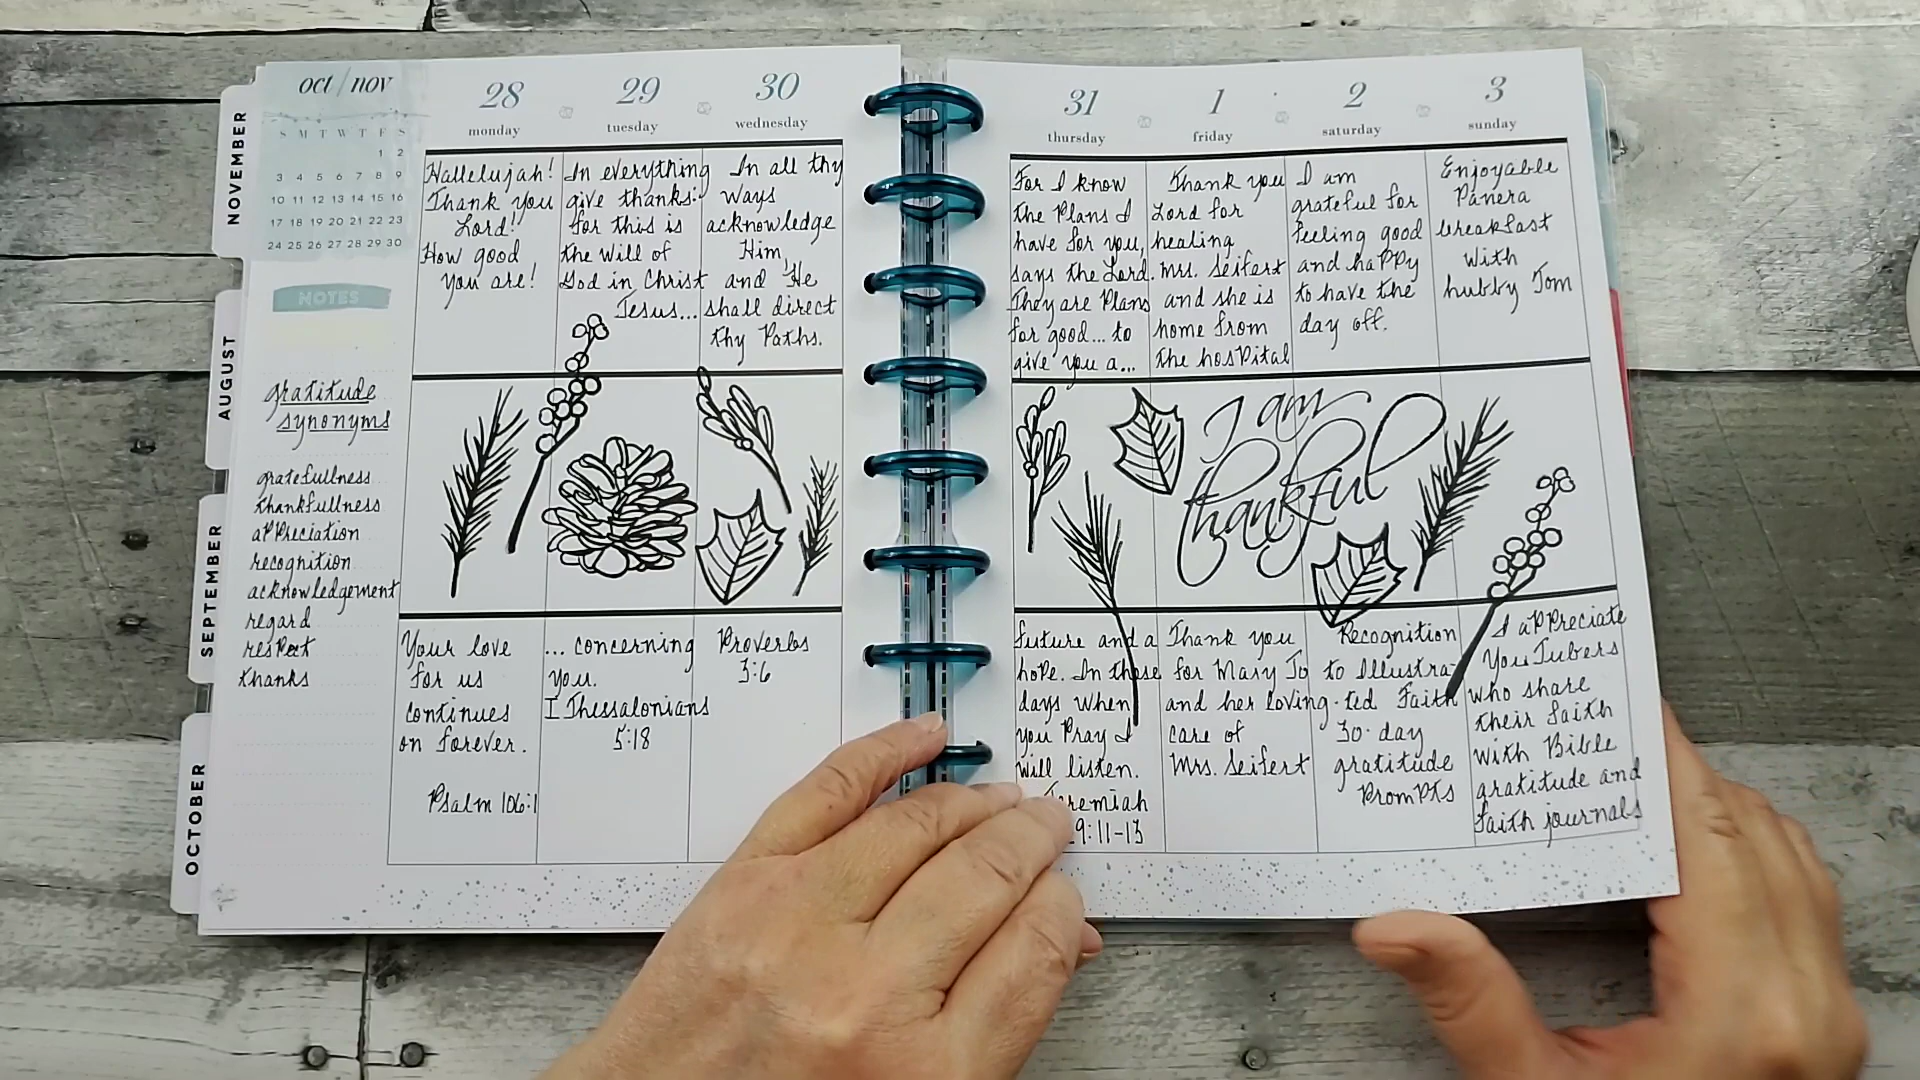 NOVEMBER
AUGUST
SEPTEMBER
OCTOBER
oct/nov
S M T W T F S
1 2
3 4 5 6 7 8 9
10 11 12 13 14 15 16
17 18 19 20 21 22 23
24 25 26 27 28 29 30
NOTES
gratitude
synonyms
gratefullness
thankfullness
appreciation
recognition
acknowledgement
regard
respect
thanks
28
monday
Hallelujah!
Thank you
Lord!
How good
you are!
Your love
for us
continues
on forever.
Psalm 106:1
29
tuesday
In everything
give thanks:
for this is
the will of
God in Christ
Jesus...
... concerning
you.
I Thessalonians
5:18
30
wednesday
In all thy
ways
acknowledge
Him,
and He
shall direct
thy Paths.
Proverbs
3:6
31
thursday
For I know
the Plans I
have for you,
says the Lord.
They are Plans
for good... to
give you a...
future and a
hope. In those
days when
you Pray I
will listen.
Jeremiah
9:11-13
1
friday
Thank you
Lord for
healing
Mrs. Seifert
and she is
home from
the hospital
Thank you
for Mary Jo
and her loving
care of
Mrs. Seifert
2
saturday
I am
grateful for
feeling good
and happy
to have the
day off.
Recognition
to Illustra-
ted Faith
30-day
gratitude
Prompts
3
sunday
Enjoyable
Panera
breakfast
with
hubby Tom
I appreciate
YouTubers
who share
their faith
with Bible
gratitude and
faith journals
I am
thankful